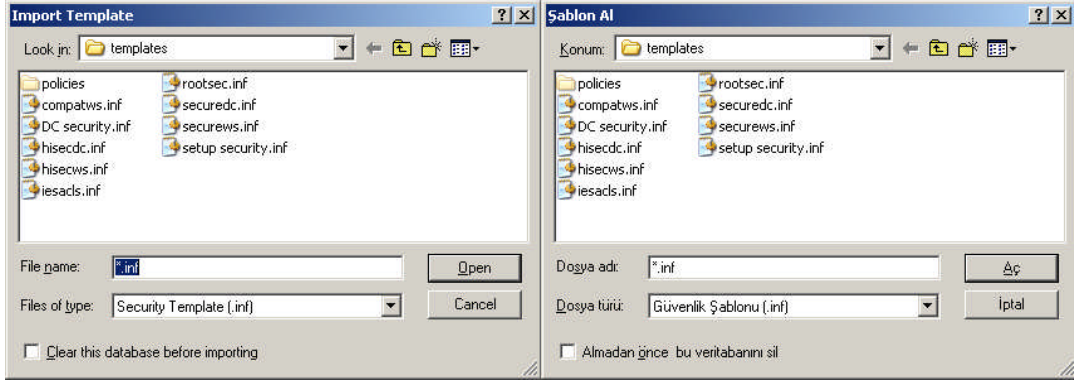 Import Template
Look in: templates
policies
compatws.inf
DC security.inf
hisecdc.inf
hisecws.inf
iesacls.inf
rootsec.inf
securedc.inf
securews.inf
setup security.inf
File name: *.inf
Open
Files of type: Security Template (.inf)
Cancel
Clear this database before importing
Şablon Al
Konum: templates
policies
compatws.inf
DC security.inf
hisecdc.inf
hisecws.inf
iesacls.inf
rootsec.inf
securedc.inf
securews.inf
setup security.inf
Dosya adı: *.inf
Aç
Dosya türü: Güvenlik Şablonu (.inf)
İptal
Almadan önce bu veritabanını sil